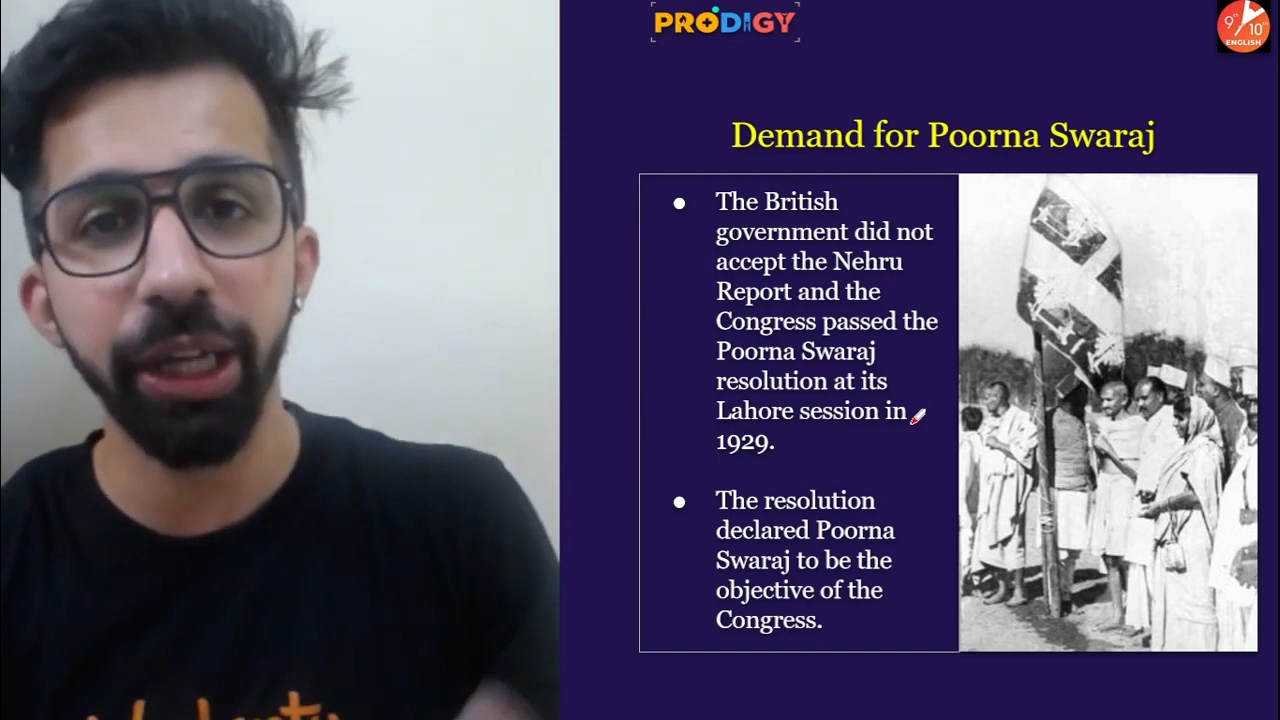 PRODIGY
9th 10th
ENGLISH
Demand for Poorna Swaraj
● The British
government did not
accept the Nehru
Report and the
Congress passed the
Poorna Swaraj
resolution at its
Lahore session in
1929.
● The resolution
declared Poorna
Swaraj to be the
objective of the
Congress.